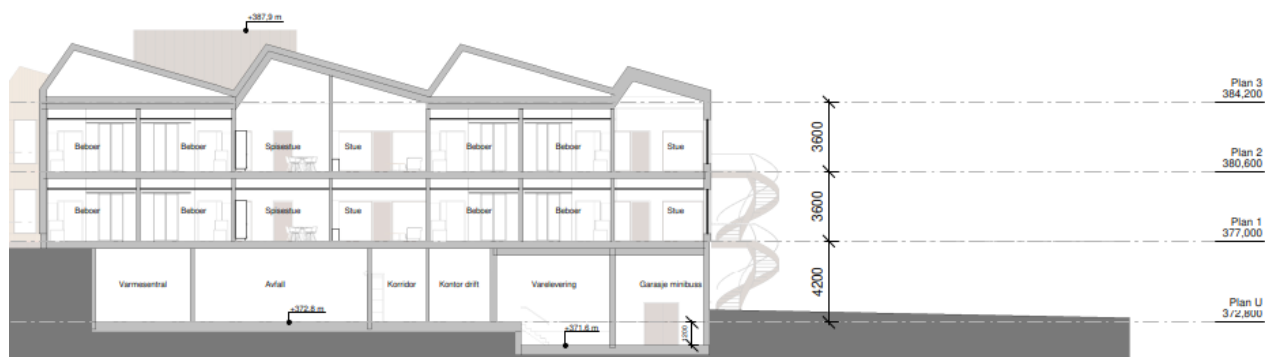 +387,9 m
Plan 3
384,200
3600
Beboer Beboer Spisestue Stue Beboer Beboer Stue
Plan 2
380,600
3600
Beboer Beboer Spisestue Stue Beboer Beboer Stue
Plan 1
377,000
4200
Varmesentral Avfall Korridor Kontor drift Varelevering Garasje minibuss
+372,8 m
Plan U
372,800
+371,6 m
1200